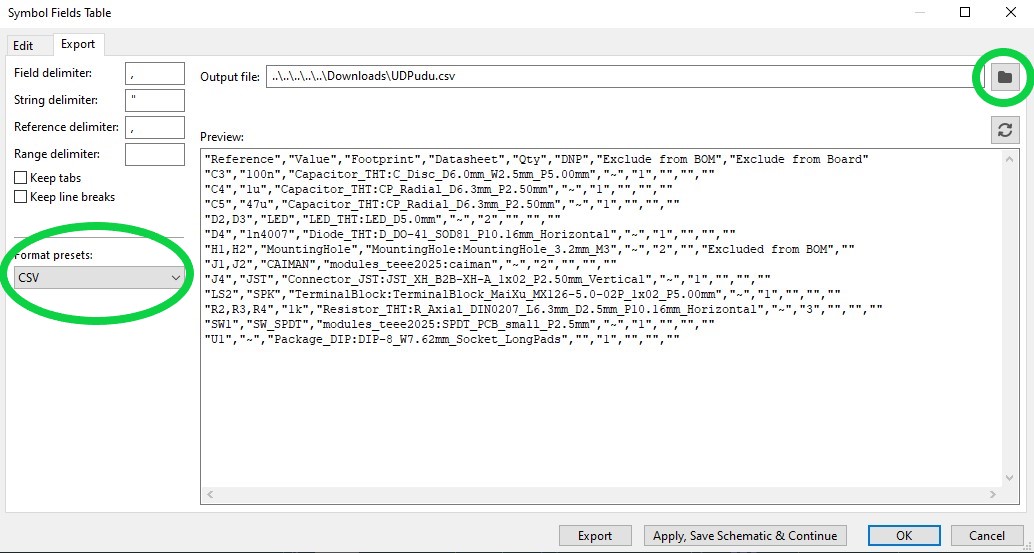 Symbol Fields Table
Edit
Export
Field delimiter:
,
String delimiter:
"
Reference delimiter:
,
Range delimiter:
Keep tabs
Keep line breaks
Format presets:
CSV
Output file:
..\..\..\..\..\Downloads\UDPudu.csv
Preview:
"Reference","Value","Footprint","Datasheet","Qty","DNP","Exclude from BOM","Exclude from Board"
"C3","100n","Capacitor_THT:C_Disc_D6.0mm_W2.5mm_P5.00mm","~","1","","",""
"C4","1u","Capacitor_THT:CP_Radial_D6.3mm_P2.50mm","~","1","","",""
"C5","47u","Capacitor_THT:CP_Radial_D6.3mm_P2.50mm","~","1","","",""
"D2,D3","LED","LED_THT:LED_D5.0mm","~","2","","",""
"D4","1n4007","Diode_THT:D_DO-41_SOD81_P10.16mm_Horizontal","~","1","","",""
"H1,H2","MountingHole","MountingHole:MountingHole_3.2mm_M3","~","2","","Excluded from BOM",""
"J1,J2","CAIMAN","modules_teee2025:caiman","~","2","","",""
"J4","JST","Connector_JST:JST_XH_B2B-XH-A_1x02_P2.50mm_Vertical","~","1","","",""
"LS2","SPK","TerminalBlock:TerminalBlock_MaiXu_MX126-5.0-02P_1x02_P5.00mm","~","1","","",""
"R2,R3,R4","1k","Resistor_THT:R_Axial_DIN0207_L6.3mm_D2.5mm_P10.16mm_Horizontal","~","3","","",""
"SW1","SW_SPDT","modules_teee2025:SPDT_PCB_small_P2.5mm","~","1","","",""
"U1","~","Package_DIP:DIP-8_W7.62mm_Socket_LongPads","","1","","",""
Export
Apply, Save Schematic & Continue
OK
Cancel